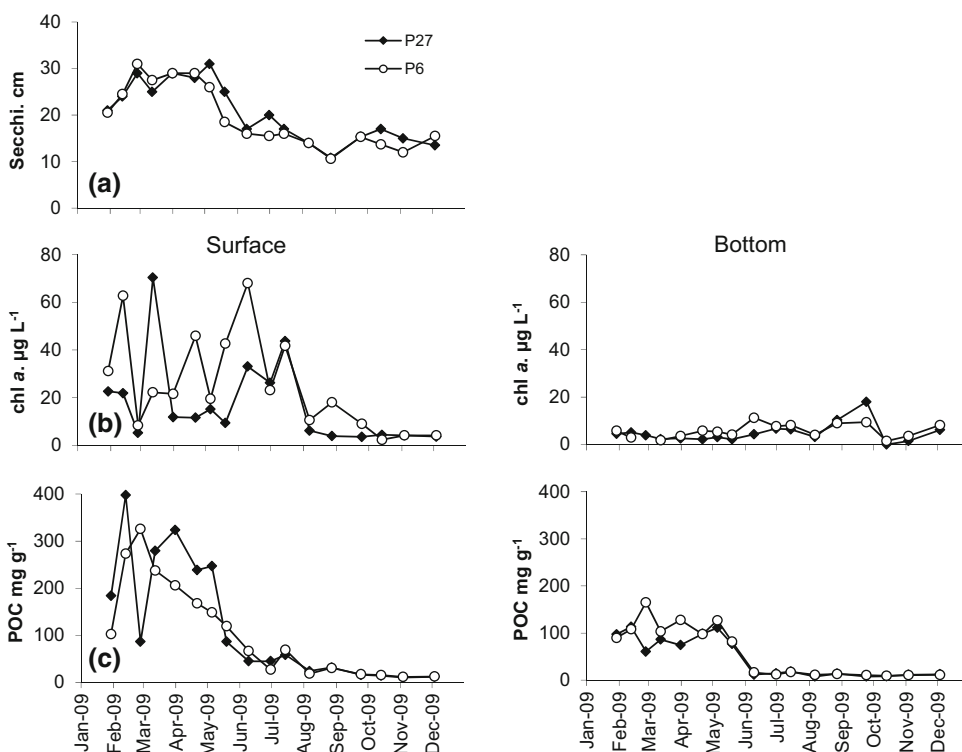 40
30
20
10
0
Secchi. cm
(a)
P27
P6
Surface
80
60
40
20
0
chl a. µg L-1
(b)
Bottom
80
60
40
20
0
chl a. µg L-1
400
300
200
100
0
POC mg g-1
(c)
Jan-09
Feb-09
Mar-09
Apr-09
May-09
Jun-09
Jul-09
Aug-09
Sep-09
Oct-09
Nov-09
Dec-09
400
300
200
100
0
POC mg g-1
Jan-09
Feb-09
Mar-09
Apr-09
May-09
Jun-09
Jul-09
Aug-09
Sep-09
Oct-09
Nov-09
Dec-09